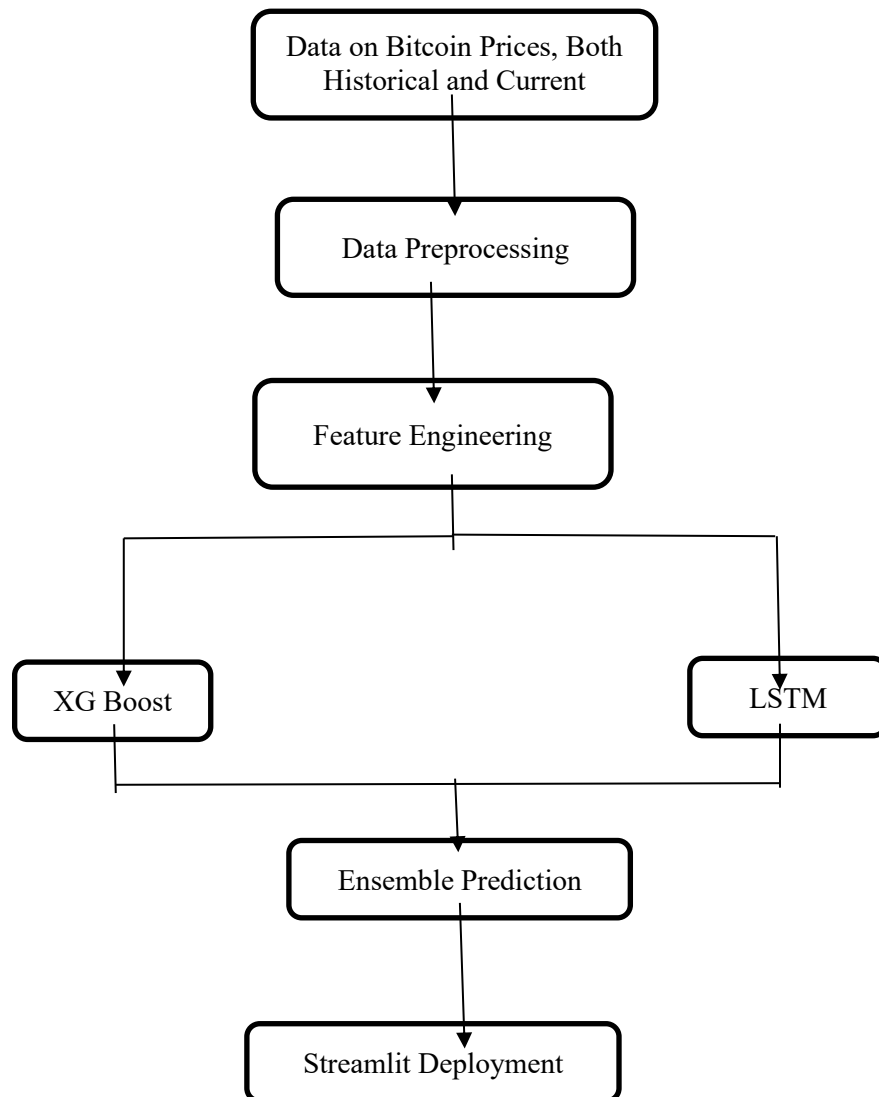 Data on Bitcoin Prices, Both
Historical and Current
Data Preprocessing
Feature Engineering
XG Boost
LSTM
Ensemble Prediction
Streamlit Deployment